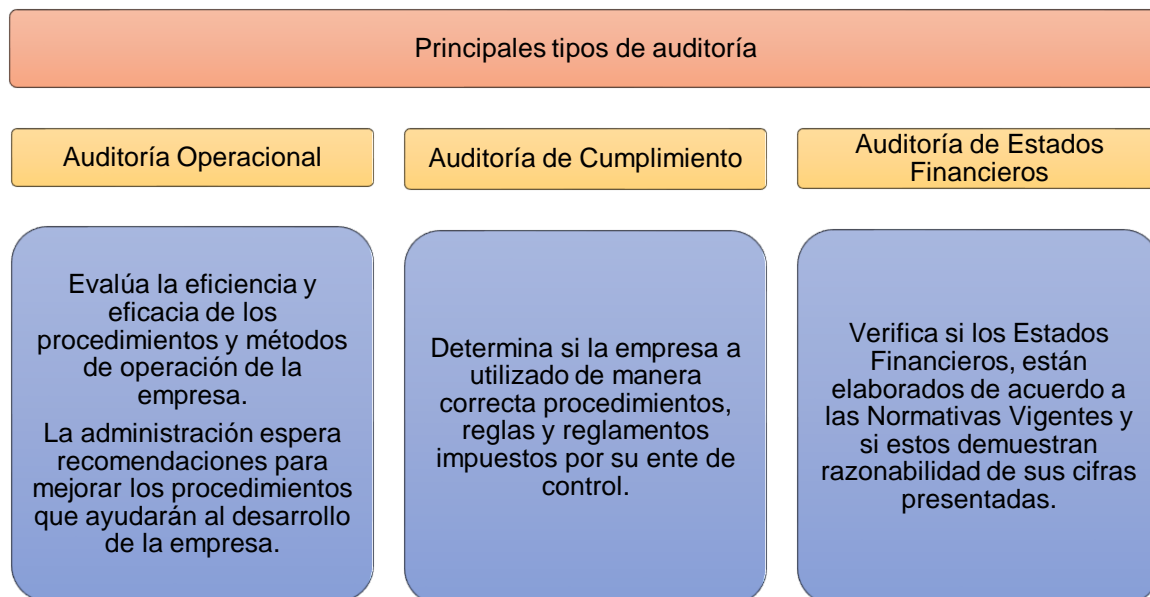 Principales tipos de auditoría
Auditoría Operacional
Evalúa la eficiencia y
eficacia de los
procedimientos y métodos
de operación de la
empresa.
La administración espera
recomendaciones para
mejorar los procedimientos
que ayudarán al desarrollo
de la empresa.
Auditoría de Cumplimiento
Determina si la empresa a
utilizado de manera
correcta procedimientos,
reglas y reglamentos
impuestos por su ente de
control.
Auditoría de Estados
Financieros
Verifica si los Estados
Financieros, están
elaborados de acuerdo a
las Normativas Vigentes y
si estos demuestran
razonabilidad de sus cifras
presentadas.